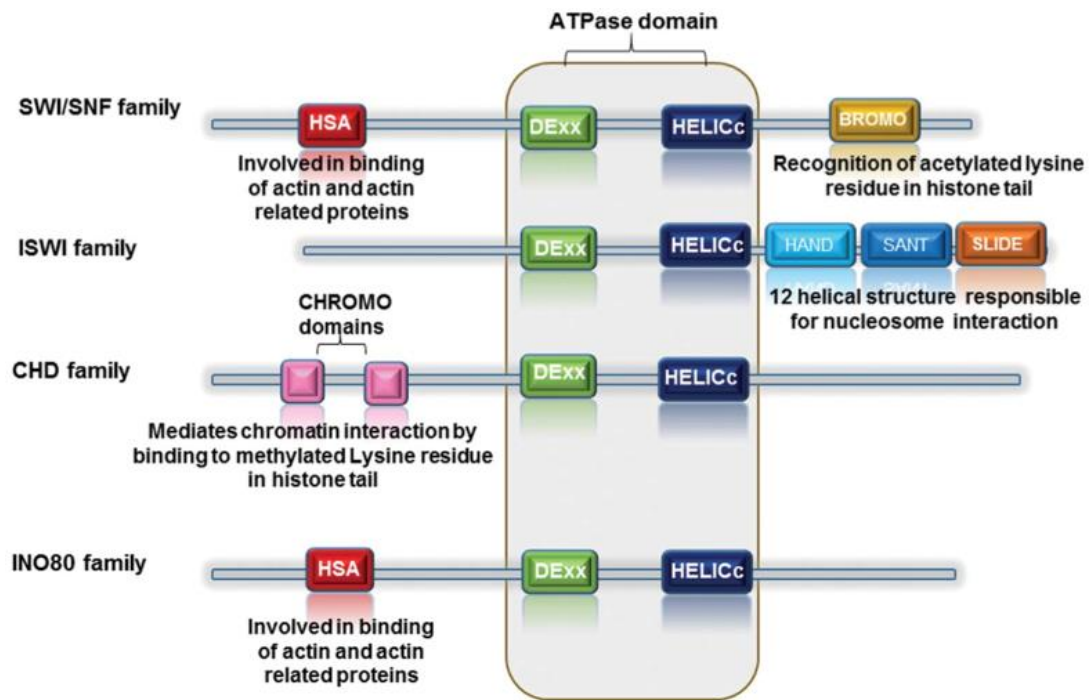 ATPase domain
SWI/SNF family
HSA
DExx
HELICc
BROMO
Involved in binding
of actin and actin
related proteins
Recognition of acetylated lysine
residue in histone tail
ISWI family
DExx
HELICc
HAND
SANT
SLIDE
12 helical structure responsible
for nucleosome interaction
CHROMO
domains
CHD family
DExx
HELICc
Mediates chromatin interaction by
binding to methylated Lysine residue
in histone tail
INO80 family
HSA
DExx
HELICc
Involved in binding
of actin and actin
related proteins